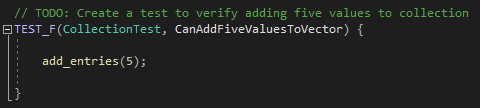 // TODO: Create a test to verify adding five values to collection
TEST_F(CollectionTest, CanAddFiveValuesToVector) {
add_entries(5);
}